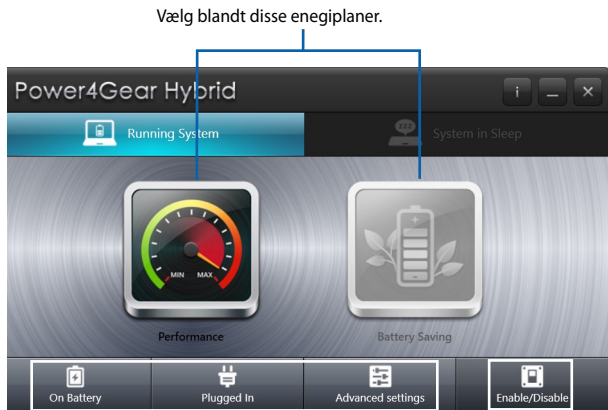 Vælg blandt disse enegiplaner.
Power4Gear Hybrid
i
Running System
zzz
System in Sleep
MIN MAX
Performance
Battery Saving
On Battery
Plugged In
Advanced settings
Enable/Disable